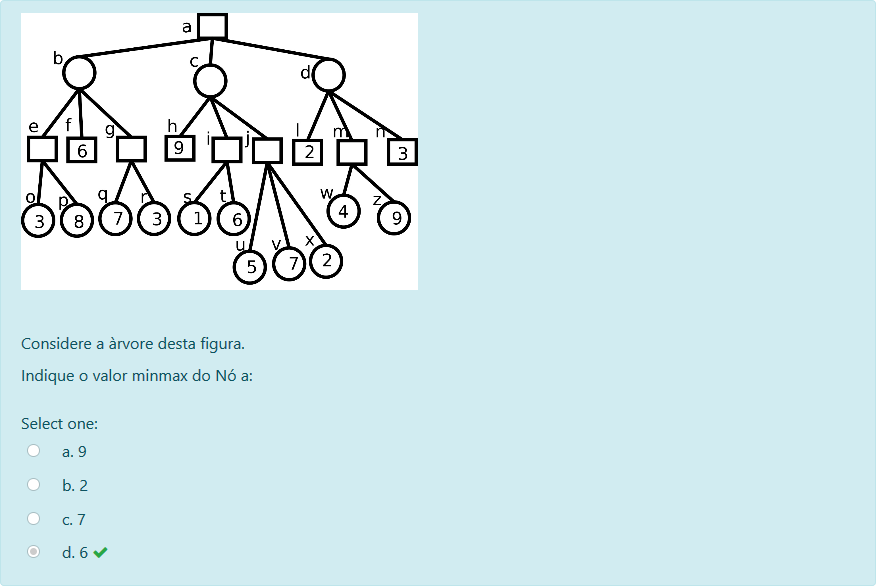 a
b
c
d
e
f
g
h
i
j
l
m
n
6
9
2
3
o
p
q
r
s
t
w
z
3
8
7
3
1
6
4
9
u
v
x
5
7
2
Considere a àrvore desta figura.
Indique o valor minmax do Nó a:
Select one:
a. 9
b. 2
c. 7
d. 6